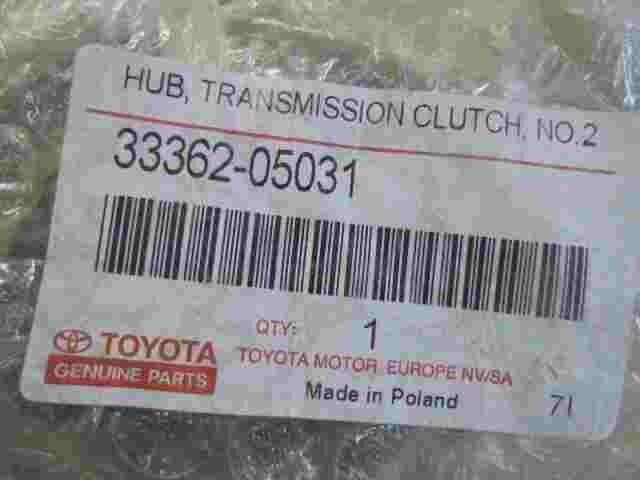 HUB, TRANSMISSION CLUTCH, NO.2
33362-05031
QTY: 1
TOYOTA
GENUINE PARTS
TOYOTA MOTOR EUROPE NV/SA
Made in Poland
7I